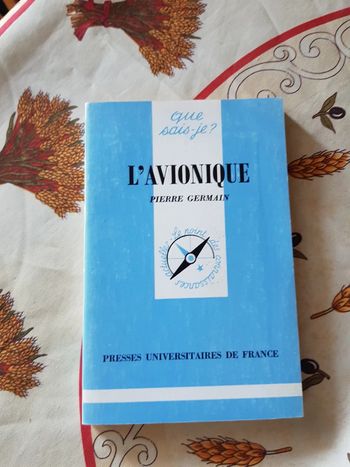 que
sais-je?
L'AVIONIQUE
PIERRE GERMAIN
Le point des connaissances actuelles
PRESSES UNIVERSITAIRES DE FRANCE